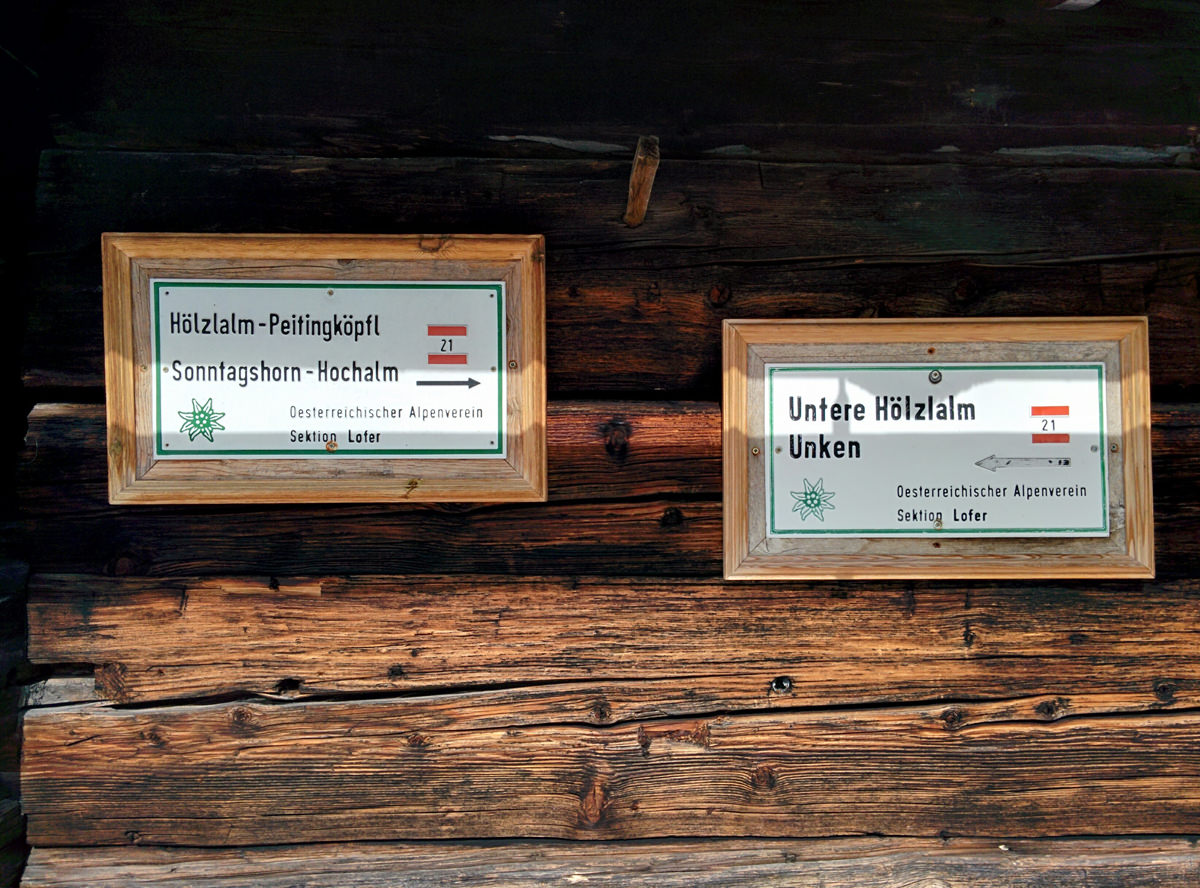 Hölzlalm-Peitingköpfl
21
Sonntagshorn-Hochalm
Oesterreichischer Alpenverein
Sektion Lofer
Untere Hölzlalm
21
Unken
Oesterreichischer Alpenverein
Sektion Lofer